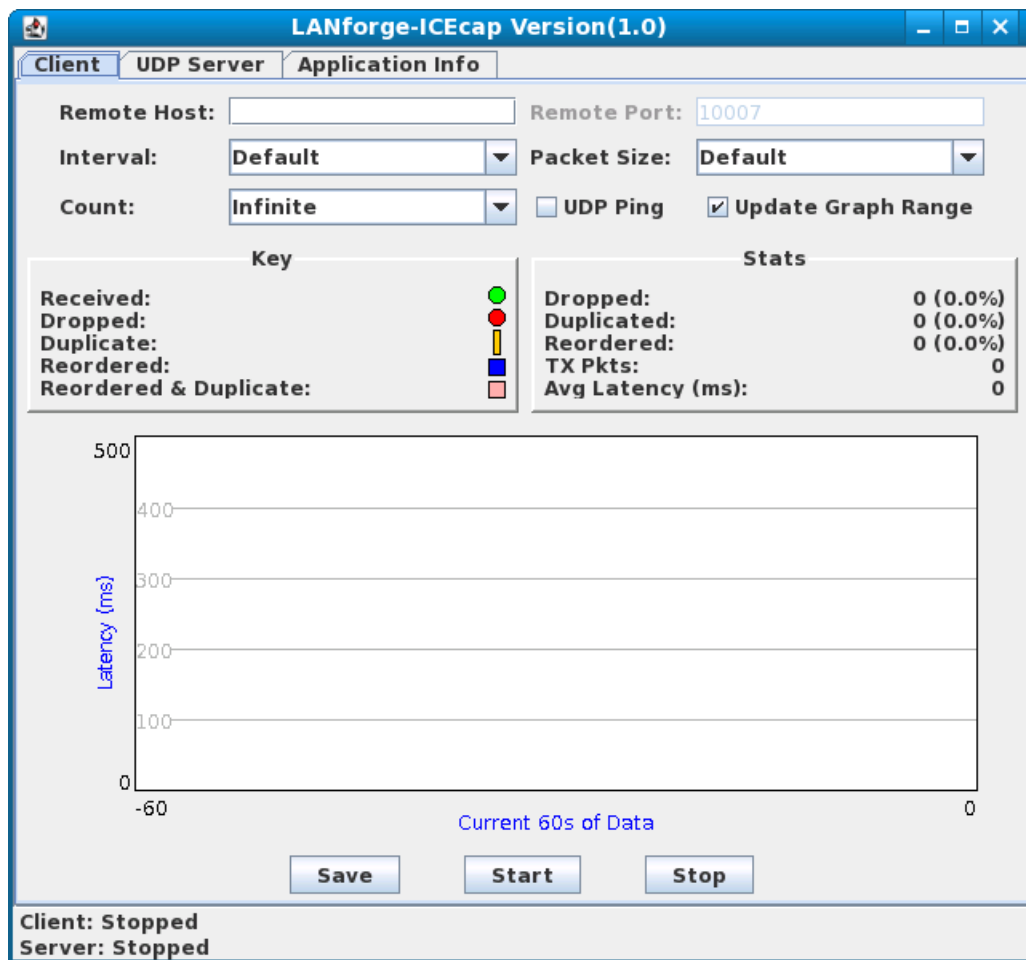 LANforge-ICEcap Version(1.0)
Client UDP Server Application Info
Remote Host: Remote Port: 10007
Interval: Default Packet Size: Default
Count: Infinite UDP Ping Update Graph Range
Key Stats
Received: Dropped: 0 (0.0%)
Dropped: Duplicated: 0 (0.0%)
Duplicate: Reordered: 0 (0.0%)
Reordered: TX Pkts: 0
Reordered & Duplicate: Avg Latency (ms): 0
500
400
300
200
100
0
Latency (ms)
-60 0
Current 60s of Data
Save Start Stop
Client: Stopped
Server: Stopped